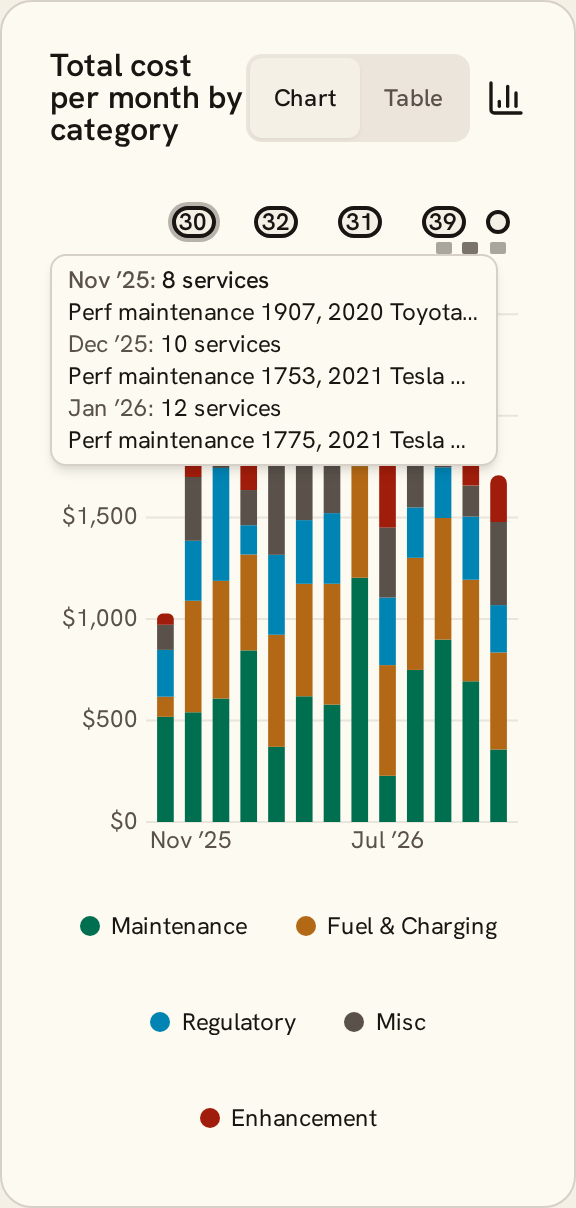 Total cost
per month by
category
Chart
Table
30
32
31
39
Nov ’25: 8 services
Perf maintenance 1907, 2020 Toyota...
Dec ’25: 10 services
Perf maintenance 1753, 2021 Tesla ...
Jan ’26: 12 services
Perf maintenance 1775, 2021 Tesla ...
$1,500
$1,000
$500
$0
Nov ’25
Jul ’26
Maintenance
Fuel & Charging
Regulatory
Misc
Enhancement